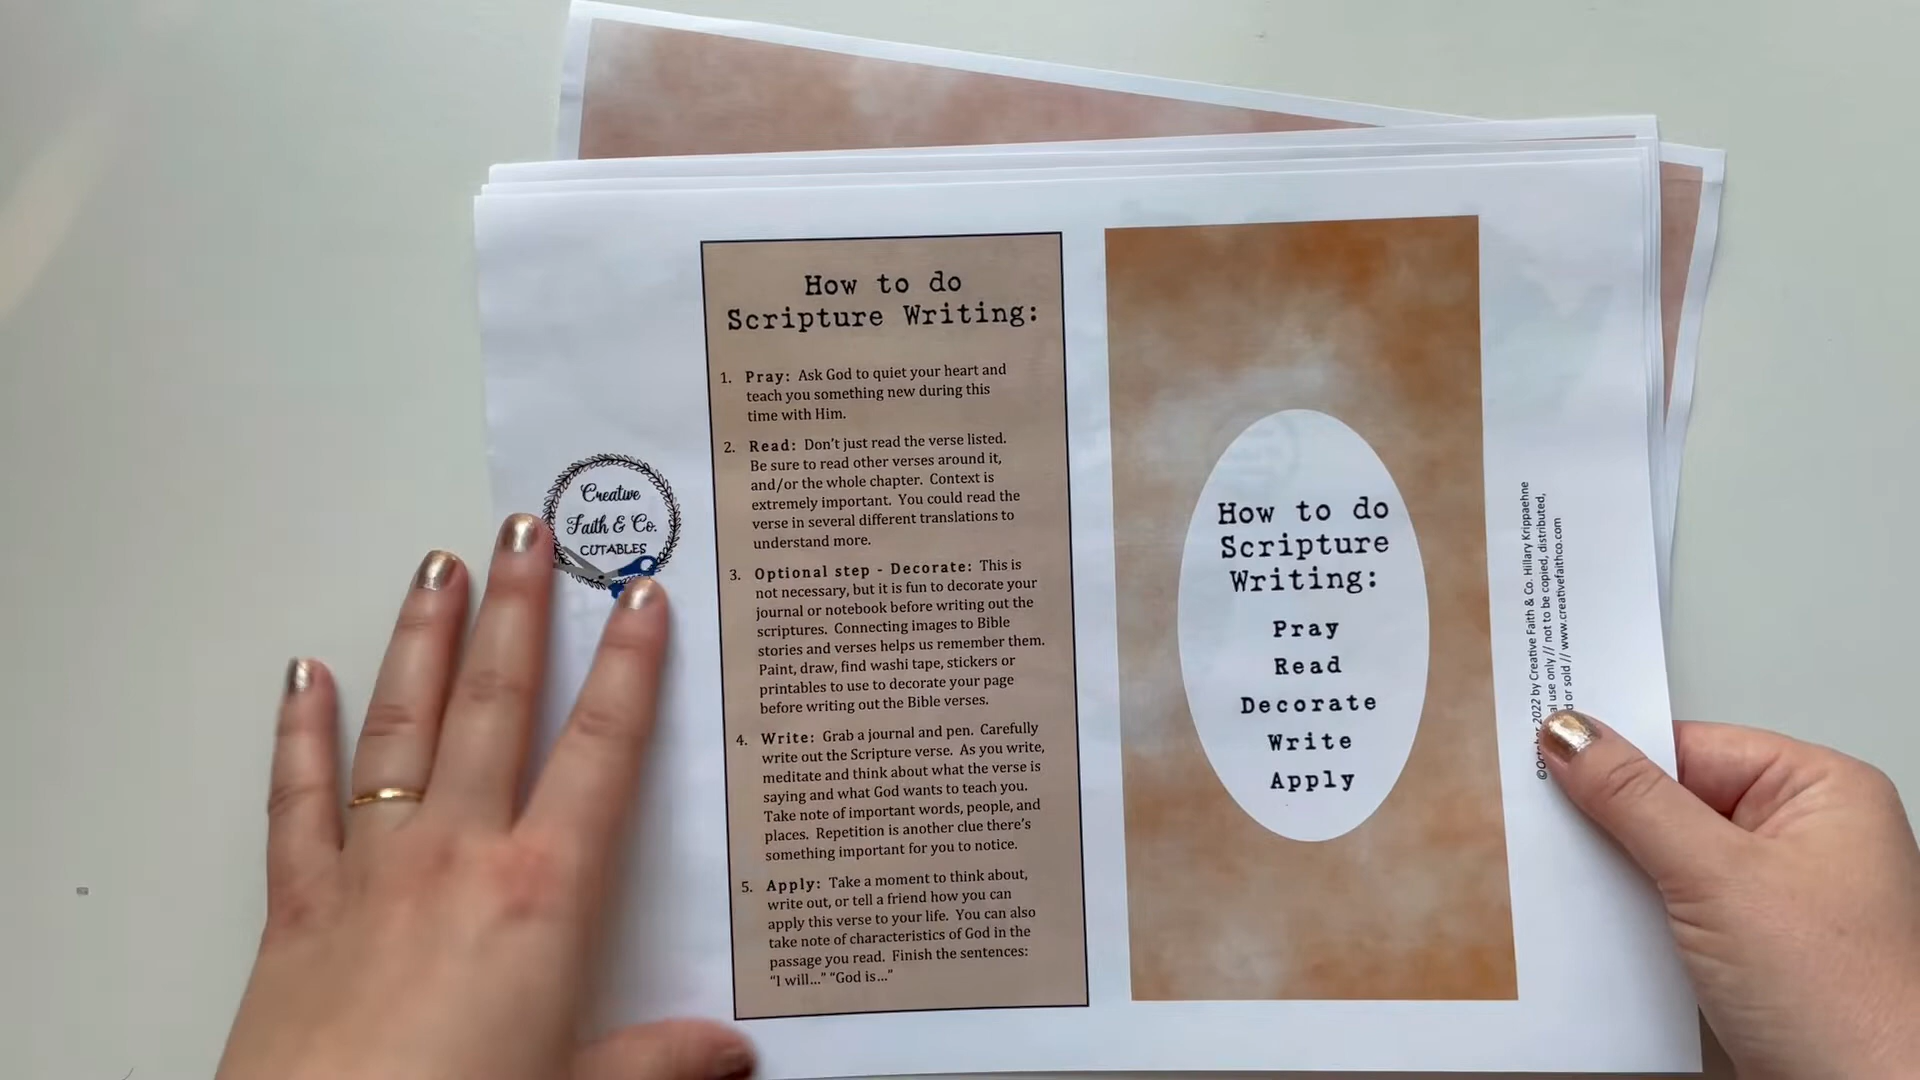 Creative
Faith & Co.
CUTABLES
How to do
Scripture Writing:
1. Pray: Ask God to quiet your heart and
teach you something new during this
time with Him.
2. Read: Don't just read the verse listed.
Be sure to read other verses around it,
and/or the whole chapter. Context is
extremely important. You could read the
verse in several different translations to
understand more.
3. Optional step - Decorate: This is
not necessary, but it is fun to decorate your
journal or notebook before writing out the
scriptures. Connecting images to Bible
stories and verses helps us remember them.
Paint, draw, find washi tape, stickers or
printables to use to decorate your page
before writing out the Bible verses.
4. Write: Grab a journal and pen. Carefully
write out the Scripture verse. As you write,
meditate and think about what the verse is
saying and what God wants to teach you.
Take note of important words, people, and
places. Repetition is another clue there's
something important for you to notice.
5. Apply: Take a moment to think about,
write out, or tell a friend how you can
apply this verse to your life. You can also
take note of characteristics of God in the
passage you read. Finish the sentences:
"I will..." "God is..."
How to do
Scripture
Writing:
Pray
Read
Decorate
Write
Apply
2022 by Creative Faith & Co. Hillary Krippaehne
use only // not to be copied, distributed,
or sold // www.creativefaithco.com